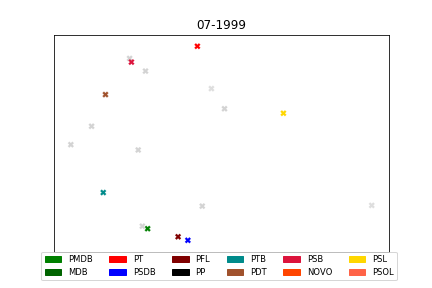 07-1999
PMDB PT PFL PTB PSB PSL
MDB PSDB PP PDT NOVO PSOL